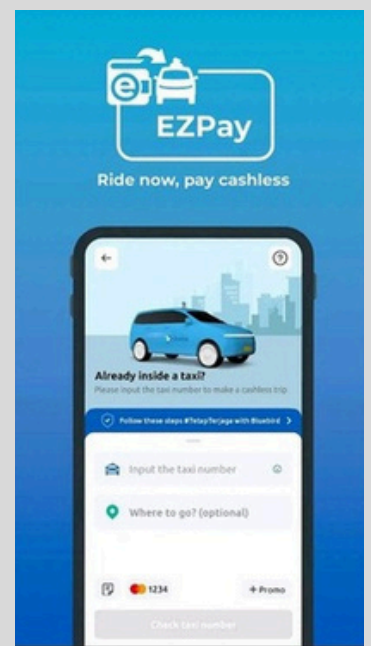 e
EZPay
Ride now, pay cashless
Already inside a taxi?
Please input the taxi number to make a cashless trip
Follow these steps #TetapTerjaga with Bluebird
Input the taxi number
Where to go? (optional)
1234
+ Promo
Check taxi number